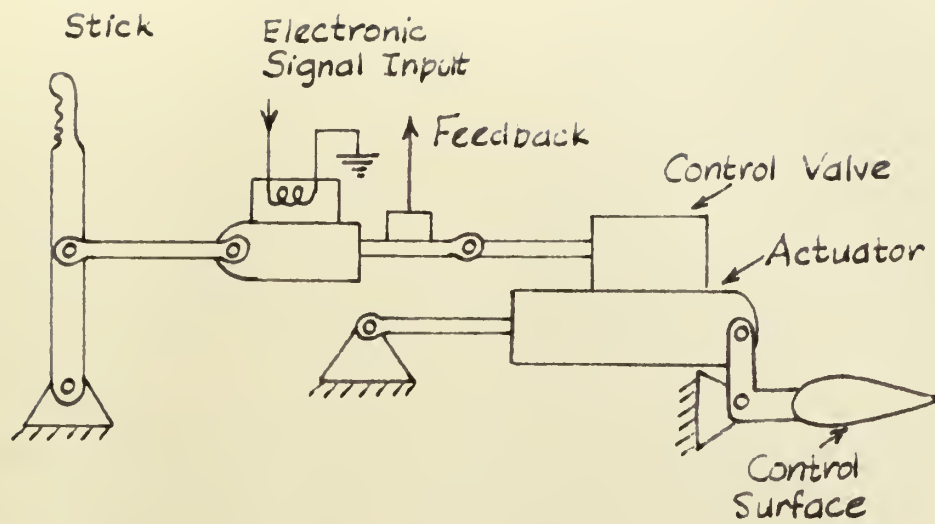 Stick
Electronic
Signal Input
Feedback
Control Valve
Actuator
Control
Surface